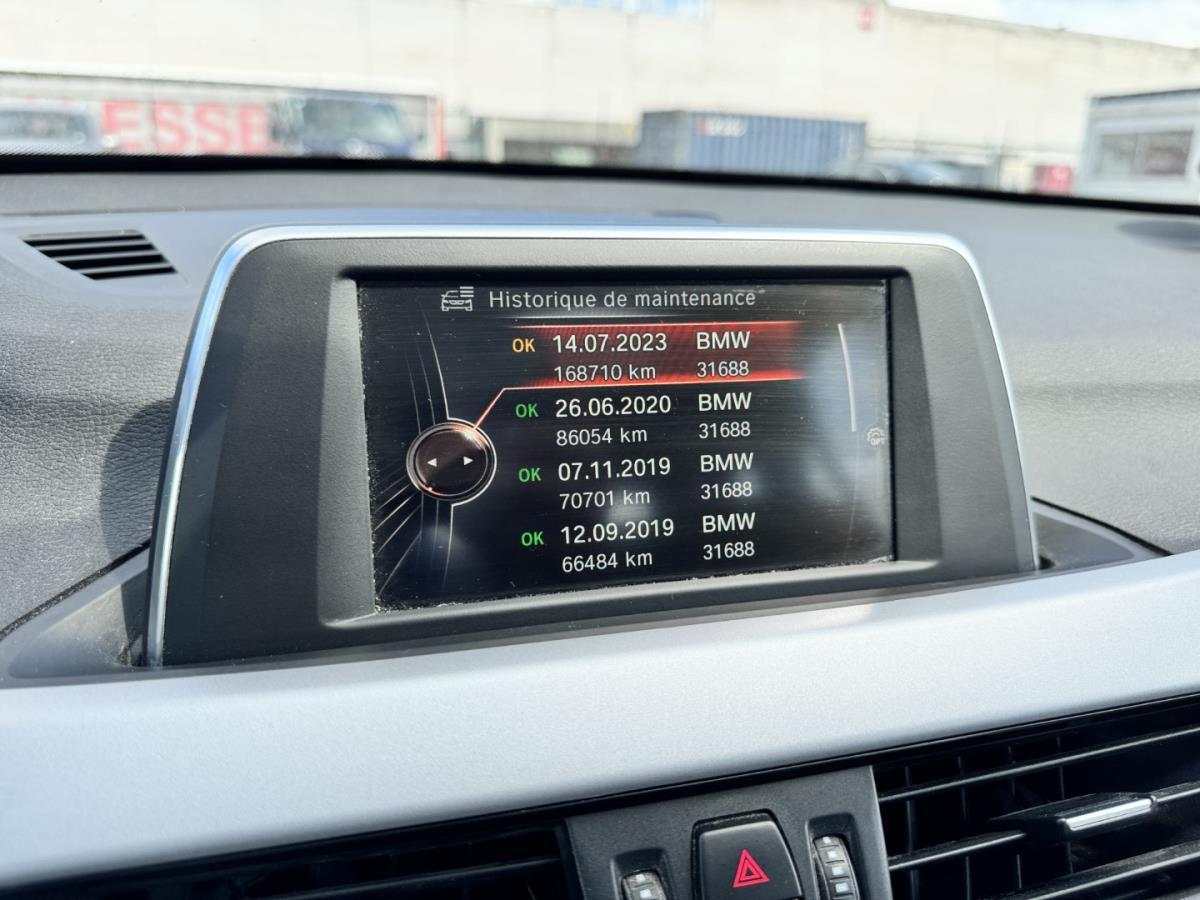 ESSE
Historique de maintenance
OK 14.07.2023 BMW
168710 km 31688
OK 26.06.2020 BMW
86054 km 31688
OK 07.11.2019 BMW
70701 km 31688
OK 12.09.2019 BMW
66484 km 31688